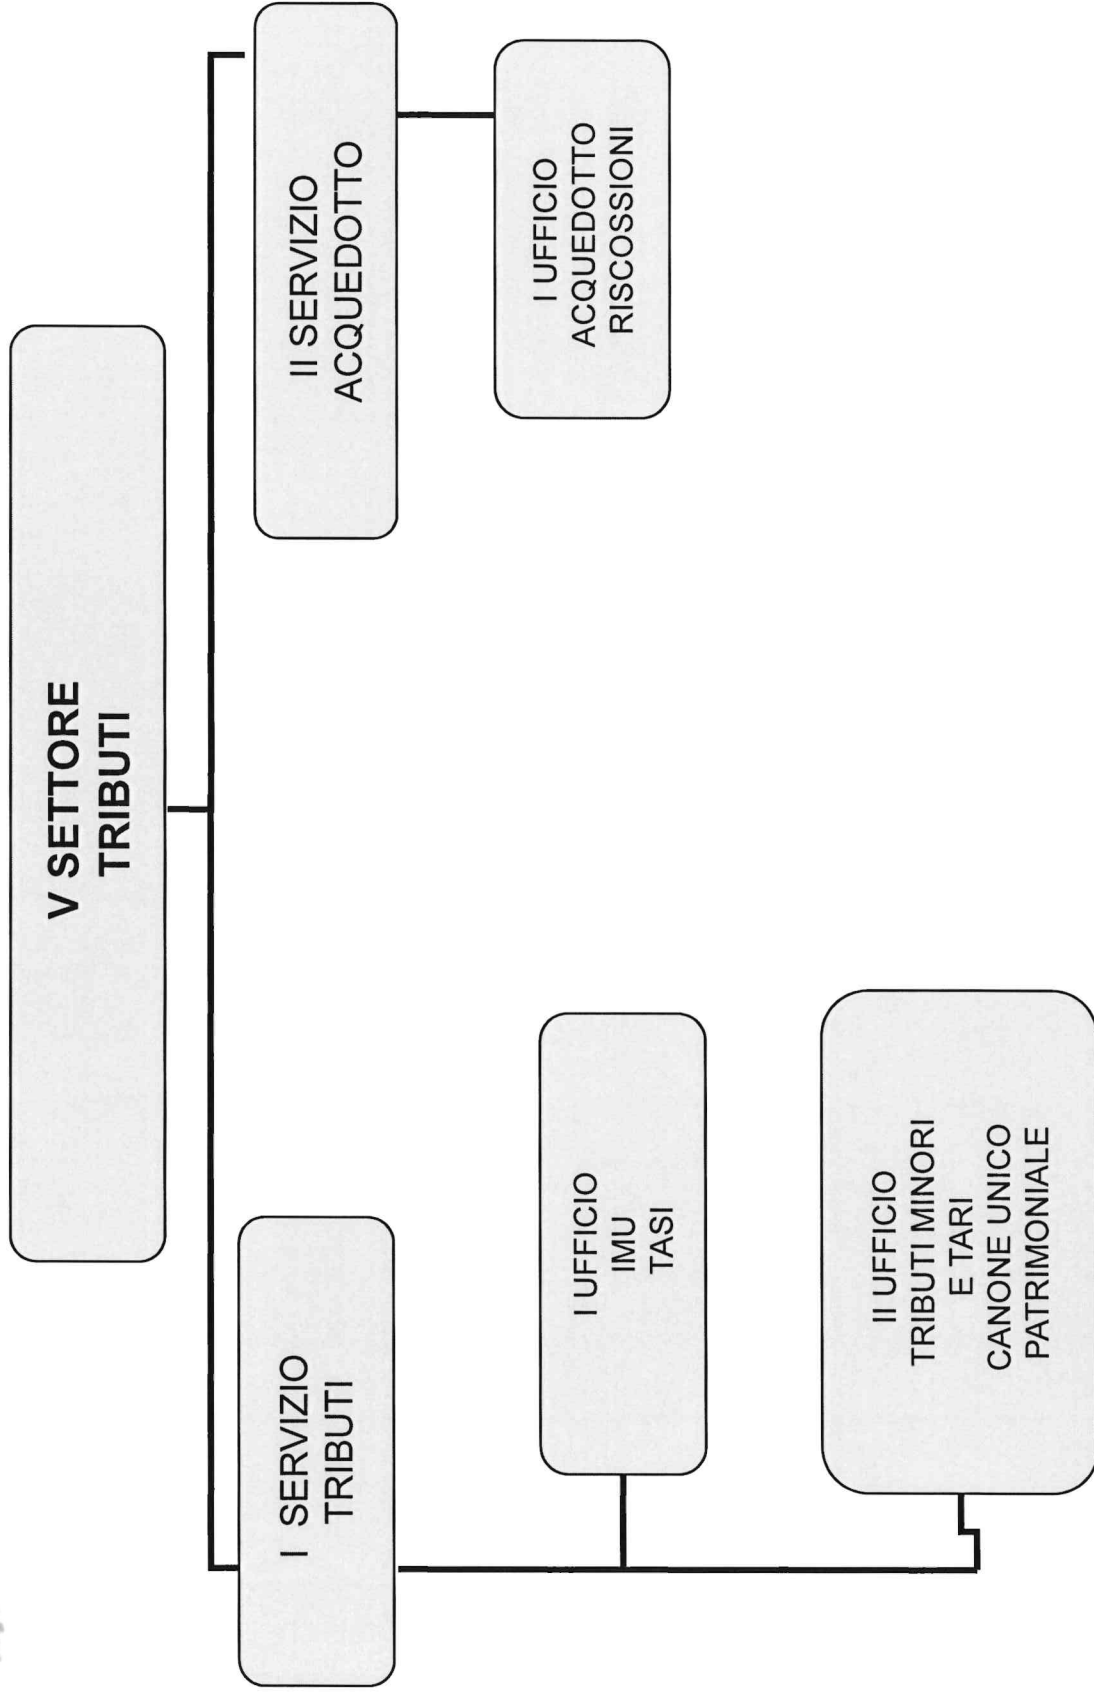 V SETTORE
TRIBUTI
I SERVIZIO
TRIBUTI
II SERVIZIO
ACQUEDOTTO
I UFFICIO
IMU
TASI
I UFFICIO
ACQUEDOTTO
RISCOSSIONI
II UFFICIO
TRIBUTI MINORI
E TARI
CANONE UNICO
PATRIMONIALE